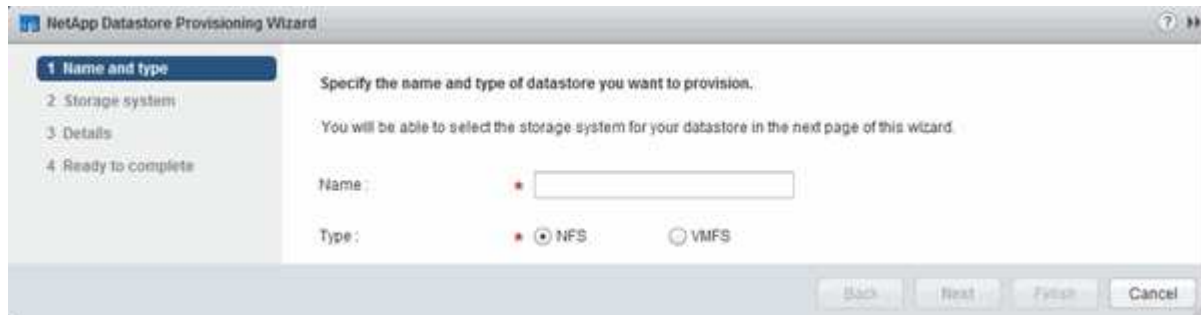 NetApp Datastore Provisioning Wizard
?
1 Name and type
2 Storage system
3 Details
4 Ready to complete
Specify the name and type of datastore you want to provision.
You will be able to select the storage system for your datastore in the next page of this wizard.
Name :
*
Type :
* NFS VMFS
Back Next Finish Cancel